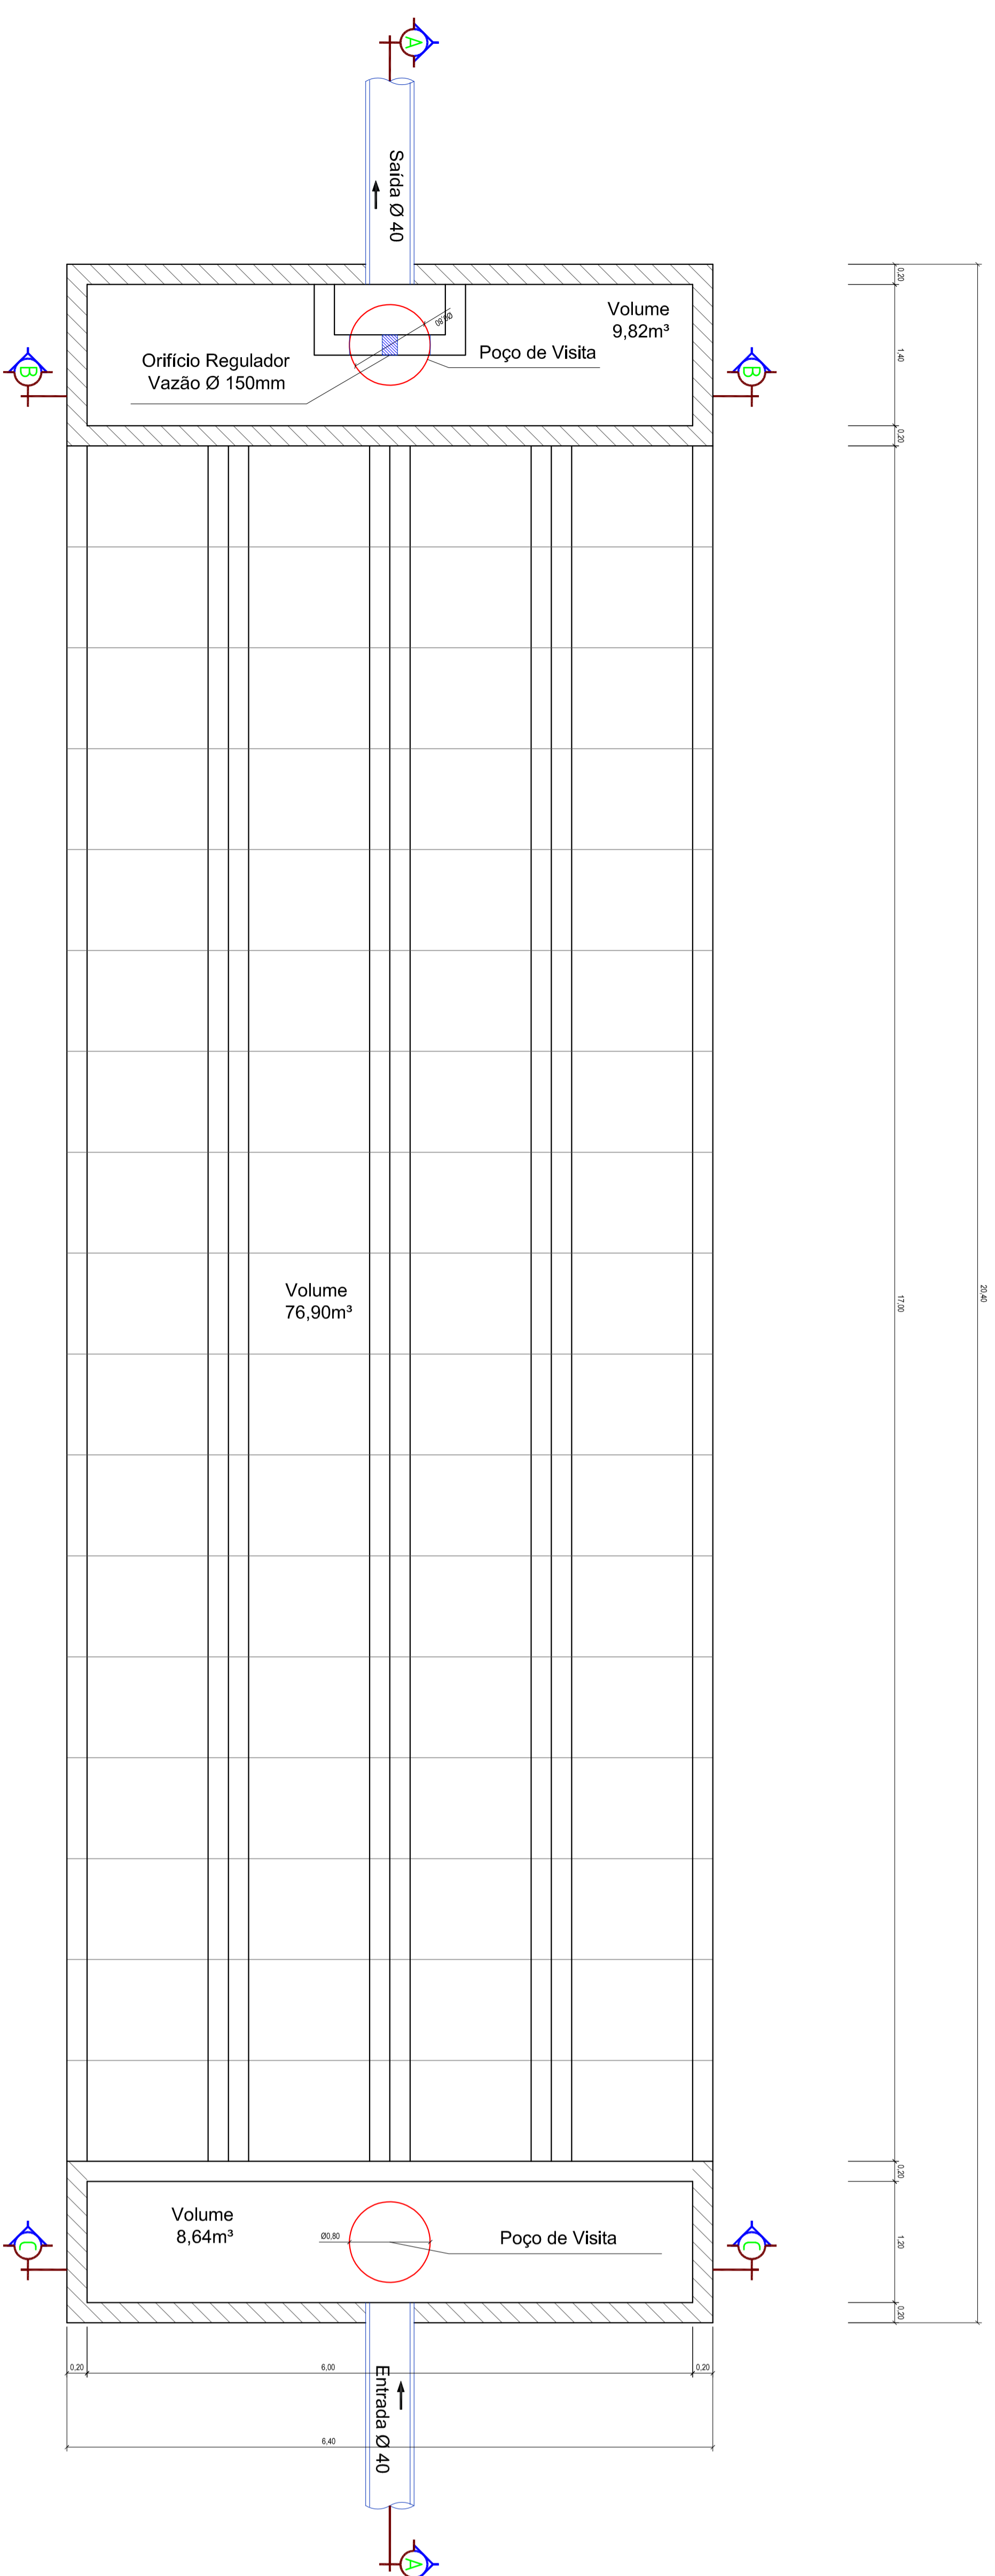 A
Saída Ø 40
Volume
9,82m³
Ø0,80
Poço de Visita
Orifício Regulador
Vazão Ø 150mm
B
B
0,20
1,40
0,20
17,00
20,40
Volume
76,90m³
0,20
1,20
0,20
Volume
8,64m³
Ø0,80
Poço de Visita
C
C
0,20
6,00
0,20
6,40
Entrada Ø 40
A